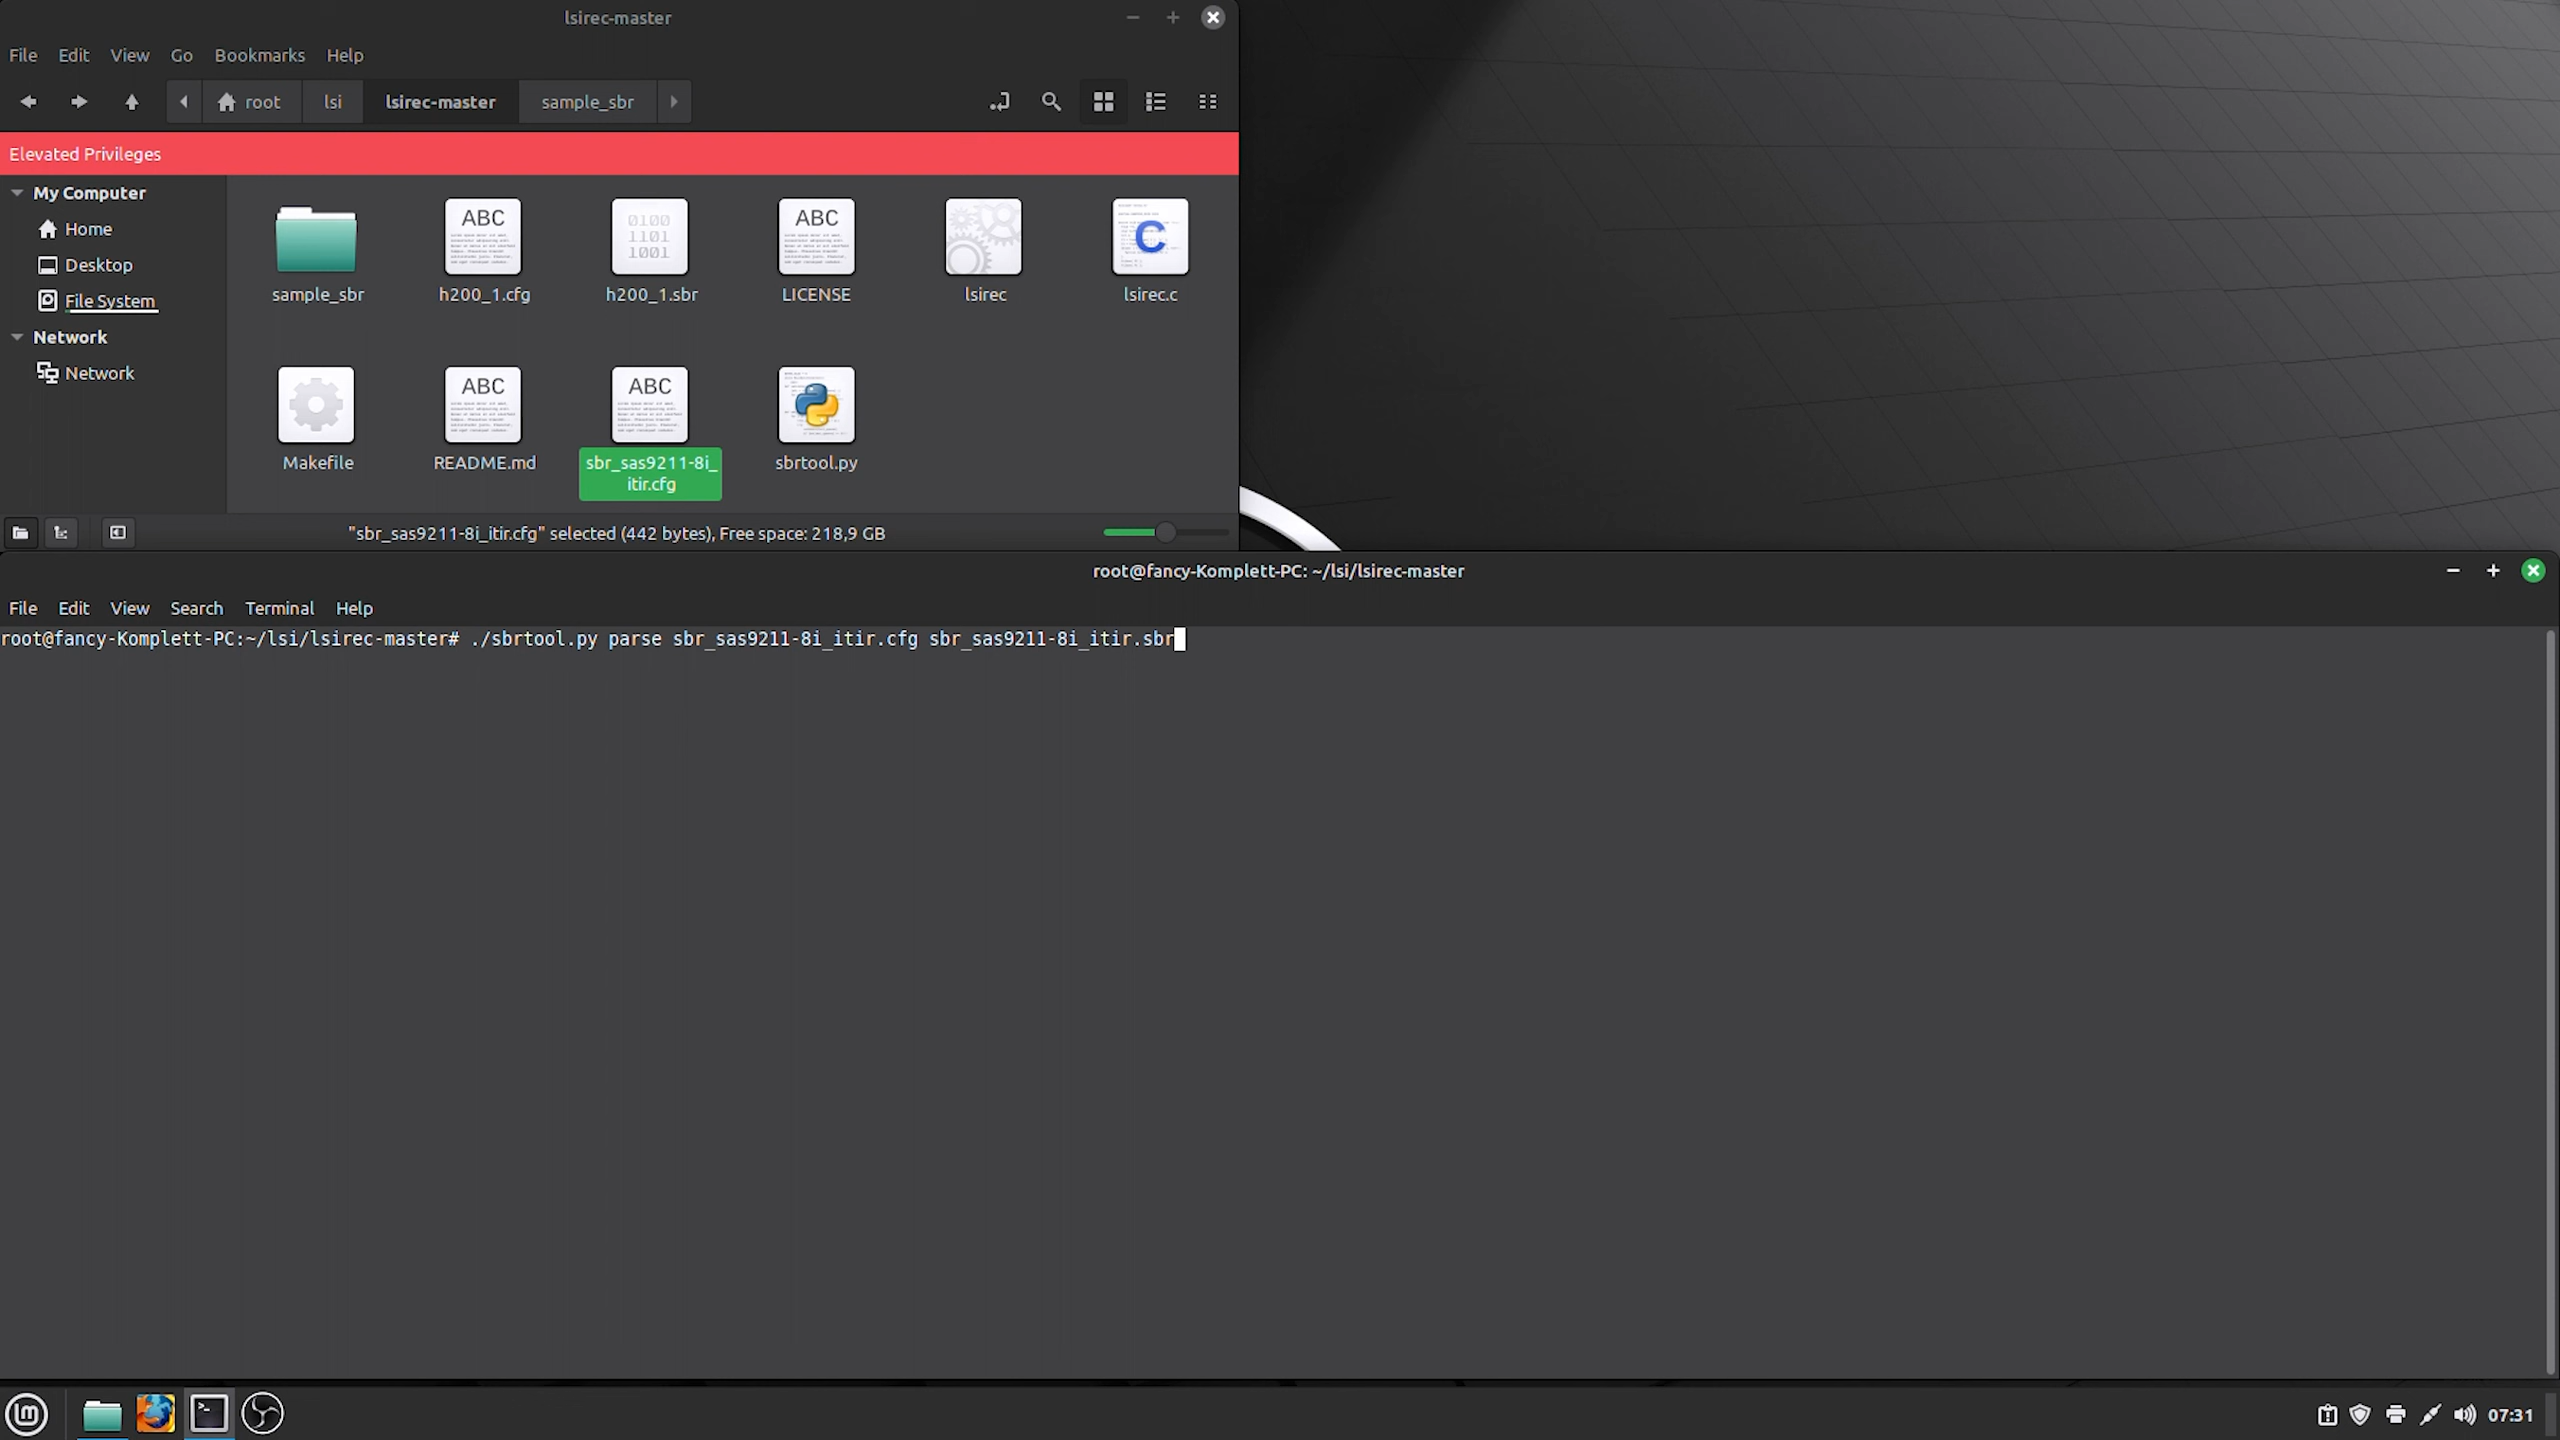 lsirec-master
File Edit View Go Bookmarks Help
root lsi lsirec-master sample_sbr
Elevated Privileges
My Computer
Home
Desktop
File System
Network
Network
sample_sbr
ABC
h200_1.cfg
0100
1101
1001
h200_1.sbr
ABC
LICENSE
lsirec
C
lsirec.c
Makefile
ABC
README.md
ABC
sbr_sas9211-8i_
itir.cfg
sbrtool.py
"sbr_sas9211-8i_itir.cfg" selected (442 bytes), Free space: 218,9 GB
root@fancy-Komplett-PC: ~/lsi/lsirec-master
File Edit View Search Terminal Help
root@fancy-Komplett-PC:~/lsi/lsirec-master# ./sbrtool.py parse sbr_sas9211-8i_itir.cfg sbr_sas9211-8i_itir.sbr
07:31